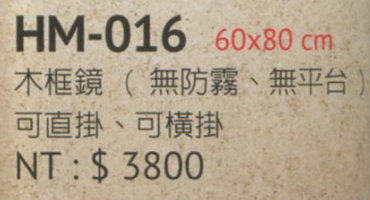 HM-016 60x80 cm
木框鏡 ( 無防霧、無平台 )
可直掛、可橫掛
NT : $ 3800